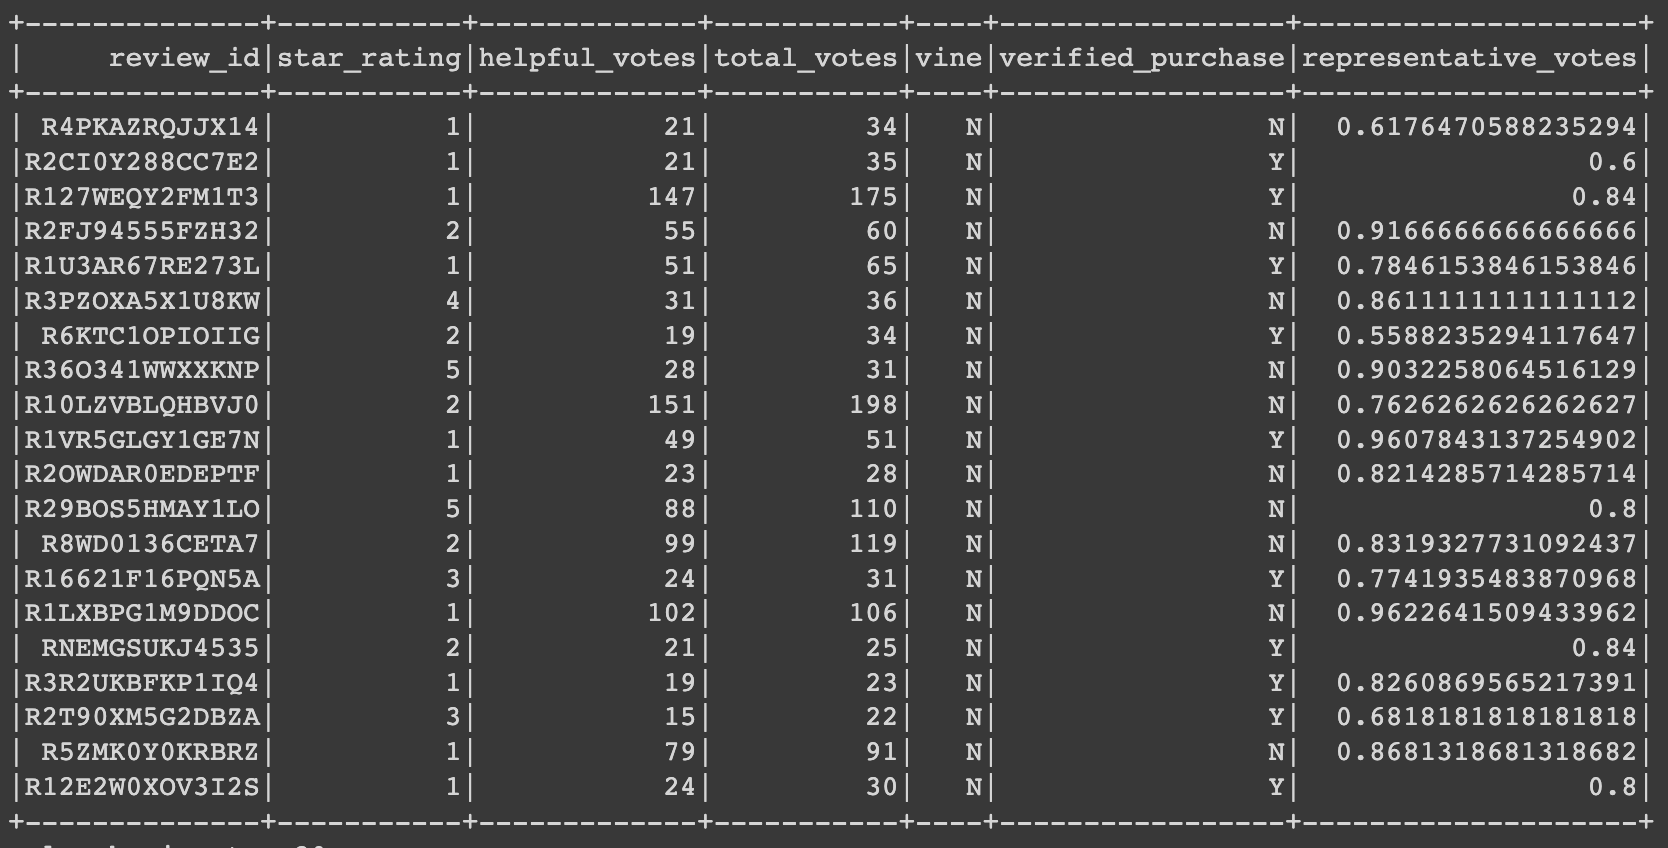 +--------------+-----------+-------------+-----------+----+-----------------+--------------------+
|     review_id|star_rating|helpful_votes|total_votes|vine|verified_purchase|representative_votes|
+--------------+-----------+-------------+-----------+----+-----------------+--------------------+
| R4PKAZRQJJX14|          1|           21|         34|   N|                N|  0.6176470588235294|
|R2CI0Y288CC7E2|          1|           21|         35|   N|                Y|                 0.6|
|R127WEQY2FM1T3|          1|          147|        175|   N|                Y|                0.84|
|R2FJ94555FZH32|          2|           55|         60|   N|                N|  0.9166666666666666|
|R1U3AR67RE273L|          1|           51|         65|   N|                Y|  0.7846153846153846|
|R3PZOXA5X1U8KW|          4|           31|         36|   N|                N|  0.8611111111111112|
| R6KTC1OPIOIIG|          2|           19|         34|   N|                Y|  0.5588235294117647|
|R36O341WWXXKNP|          5|           28|         31|   N|                N|  0.9032258064516129|
|R10LZVBLQHBVJ0|          2|          151|        198|   N|                N|  0.7626262626262627|
|R1VR5GLGY1GE7N|          1|           49|         51|   N|                Y|  0.9607843137254902|
|R2OWDAR0EDEPTF|          1|           23|         28|   N|                N|  0.8214285714285714|
|R29BOS5HMAY1LO|          5|           88|        110|   N|                N|                 0.8|
| R8WD0136CETA7|          2|           99|        119|   N|                N|  0.8319327731092437|
|R16621F16PQN5A|          3|           24|         31|   N|                Y|  0.7741935483870968|
|R1LXBPG1M9DDOC|          1|          102|        106|   N|                N|  0.9622641509433962|
| RNEMGSUKJ4535|          2|           21|         25|   N|                Y|                0.84|
|R3R2UKBFKP1IQ4|          1|           19|         23|   N|                Y|  0.8260869565217391|
|R2T90XM5G2DBZA|          3|           15|         22|   N|                Y|  0.6818181818181818|
| R5ZMK0Y0KRBRZ|          1|           79|         91|   N|                N|  0.8681318681318682|
|R12E2W0XOV3I2S|          1|           24|         30|   N|                Y|                 0.8|
+--------------+-----------+-------------+-----------+----+-----------------+--------------------+